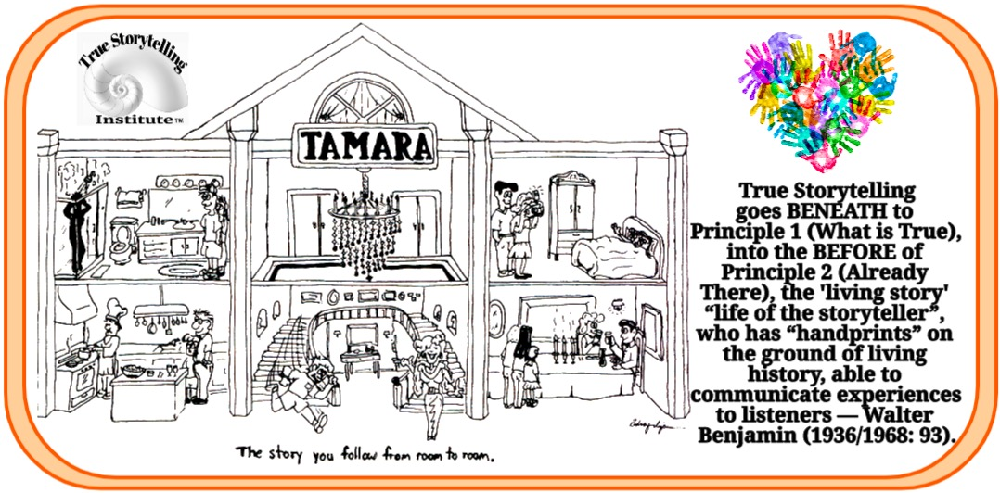 True Storytelling
Institute™
TAMARA
The story you follow from room to room.
True Storytelling
goes BENEATH to
Principle 1 (What is True),
into the BEFORE of
Principle 2 (Already
There), the 'living story'
“life of the storyteller”,
who has “handprints” on
the ground of living
history, able to
communicate experiences
to listeners — Walter
Benjamin (1936/1968: 93).